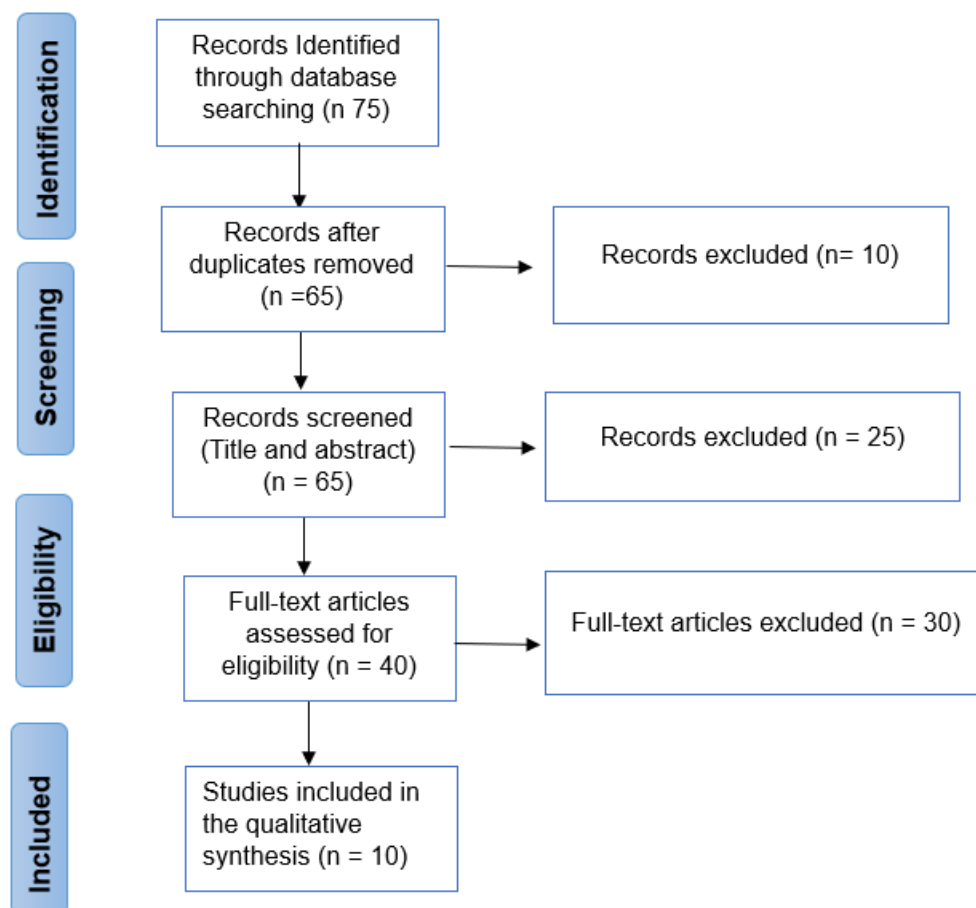 Identification
Records Identified
through database
searching (n 75)
Records after
duplicates removed
(n =65)
Records excluded (n= 10)
Screening
Records screened
(Title and abstract)
(n = 65)
Records excluded (n = 25)
Eligibility
Full-text articles
assessed for
eligibility (n = 40)
Full-text articles excluded (n = 30)
Included
Studies included in
the qualitative
synthesis (n = 10)